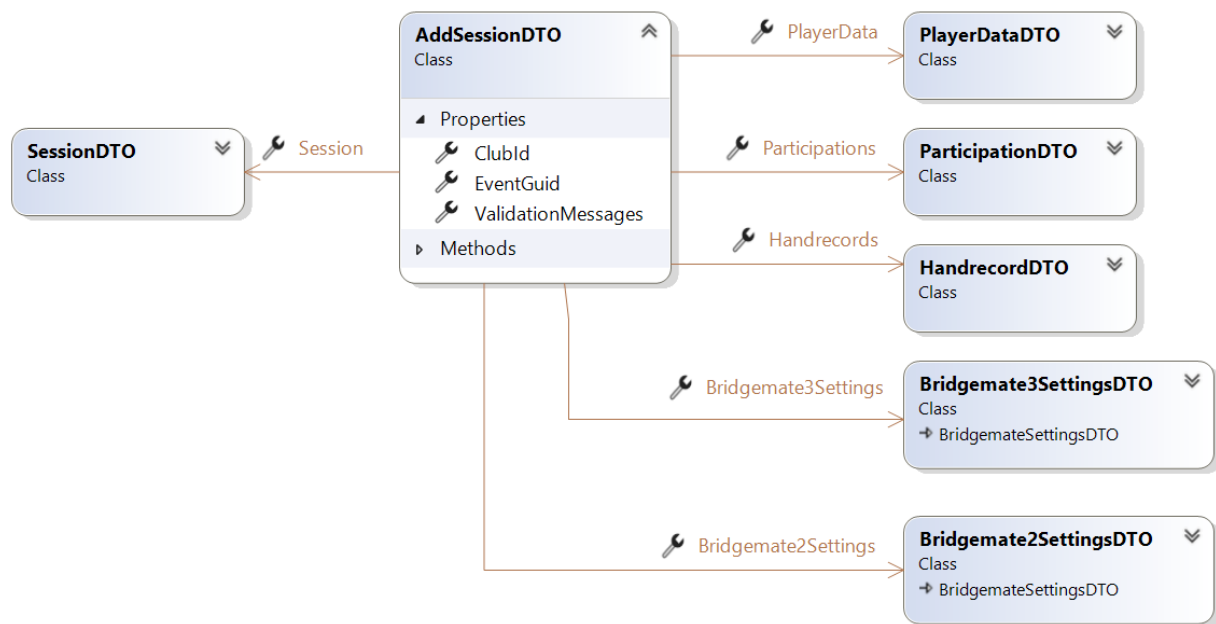 AddSessionDTO
Class
Properties
ClubId
EventGuid
ValidationMessages
Methods
SessionDTO
Class
Session
PlayerData
PlayerDataDTO
Class
Participations
ParticipationDTO
Class
Handrecords
HandrecordDTO
Class
Bridgemate3Settings
Bridgemate3SettingsDTO
Class
BridgemateSettingsDTO
Bridgemate2Settings
Bridgemate2SettingsDTO
Class
BridgemateSettingsDTO